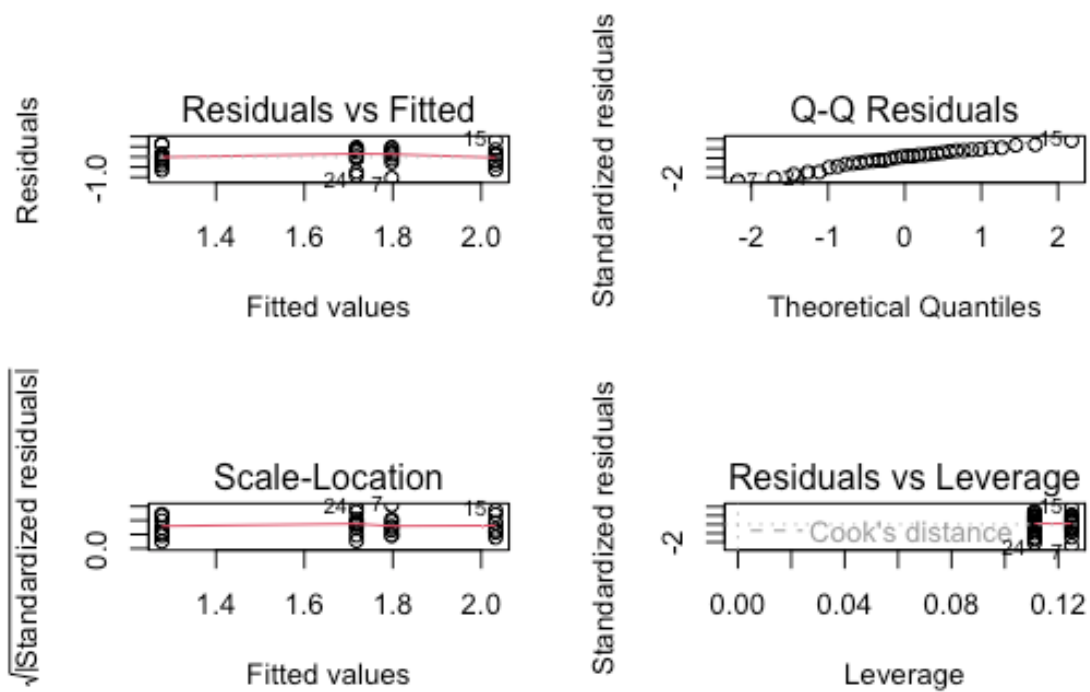 Residuals vs Fitted
Residuals
-1.0
15
24
7
1.4 1.6 1.8 2.0
Fitted values
Q-Q Residuals
Standardized residuals
-2
15
7
24
-2 -1 0 1 2
Theoretical Quantiles
Scale-Location
√|Standardized residuals|
0.0
24
7
15
1.4 1.6 1.8 2.0
Fitted values
Residuals vs Leverage
Standardized residuals
-2
15
Cook's distance
24
7
0.00 0.04 0.08 0.12
Leverage